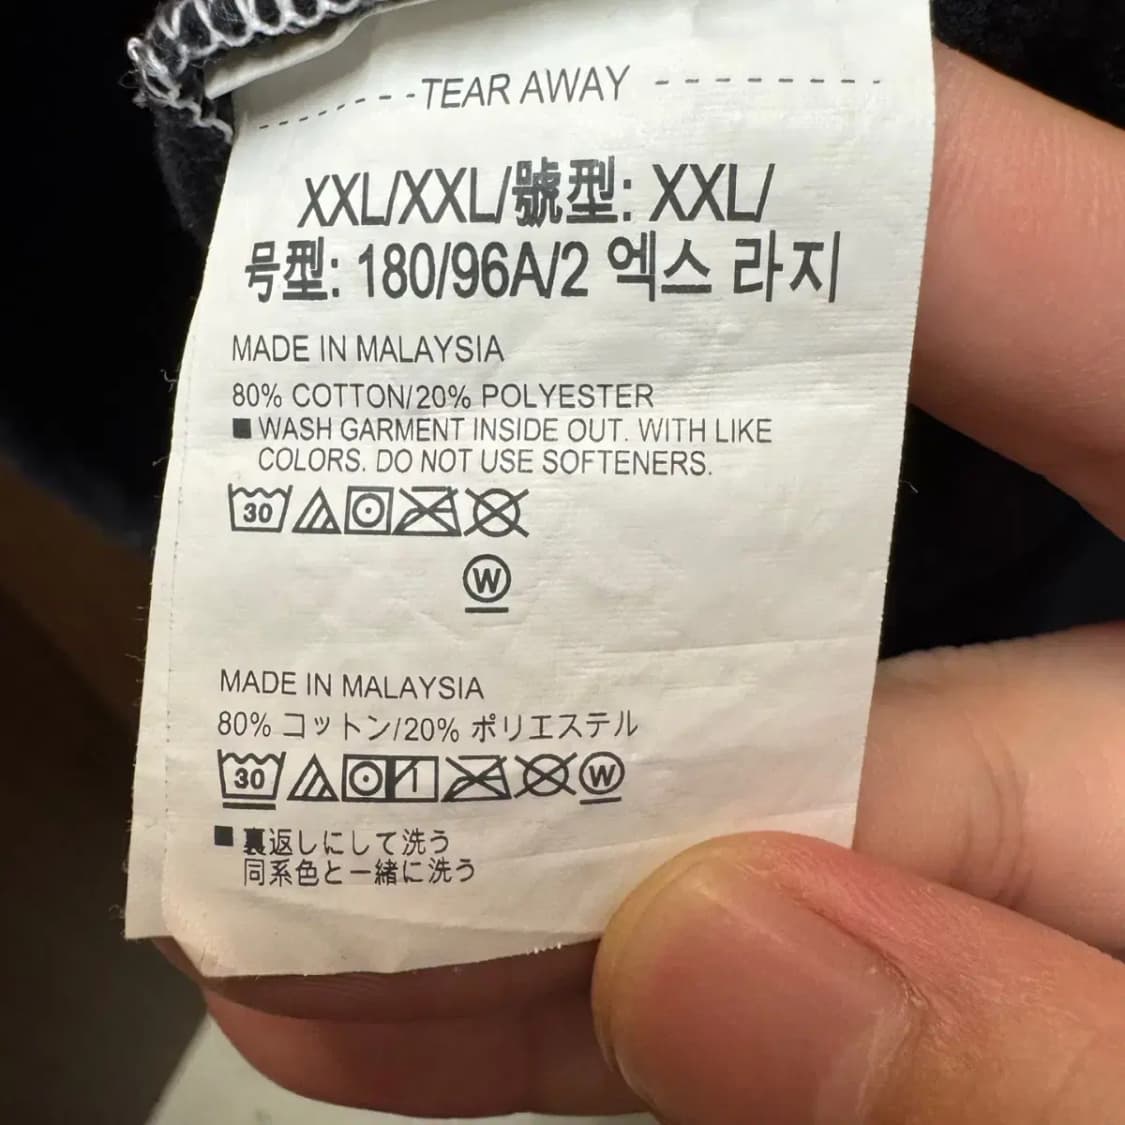 TEAR AWAY
XXL/XXL/號型: XXL/
号型: 180/96A/2 엑스 라지
MADE IN MALAYSIA
80% COTTON/20% POLYESTER
■ WASH GARMENT INSIDE OUT. WITH LIKE
COLORS. DO NOT USE SOFTENERS.
30
W
MADE IN MALAYSIA
80% コットン/20% ポリエステル
30 W
■ 裏返しにして洗う
同系色と一緒に洗う